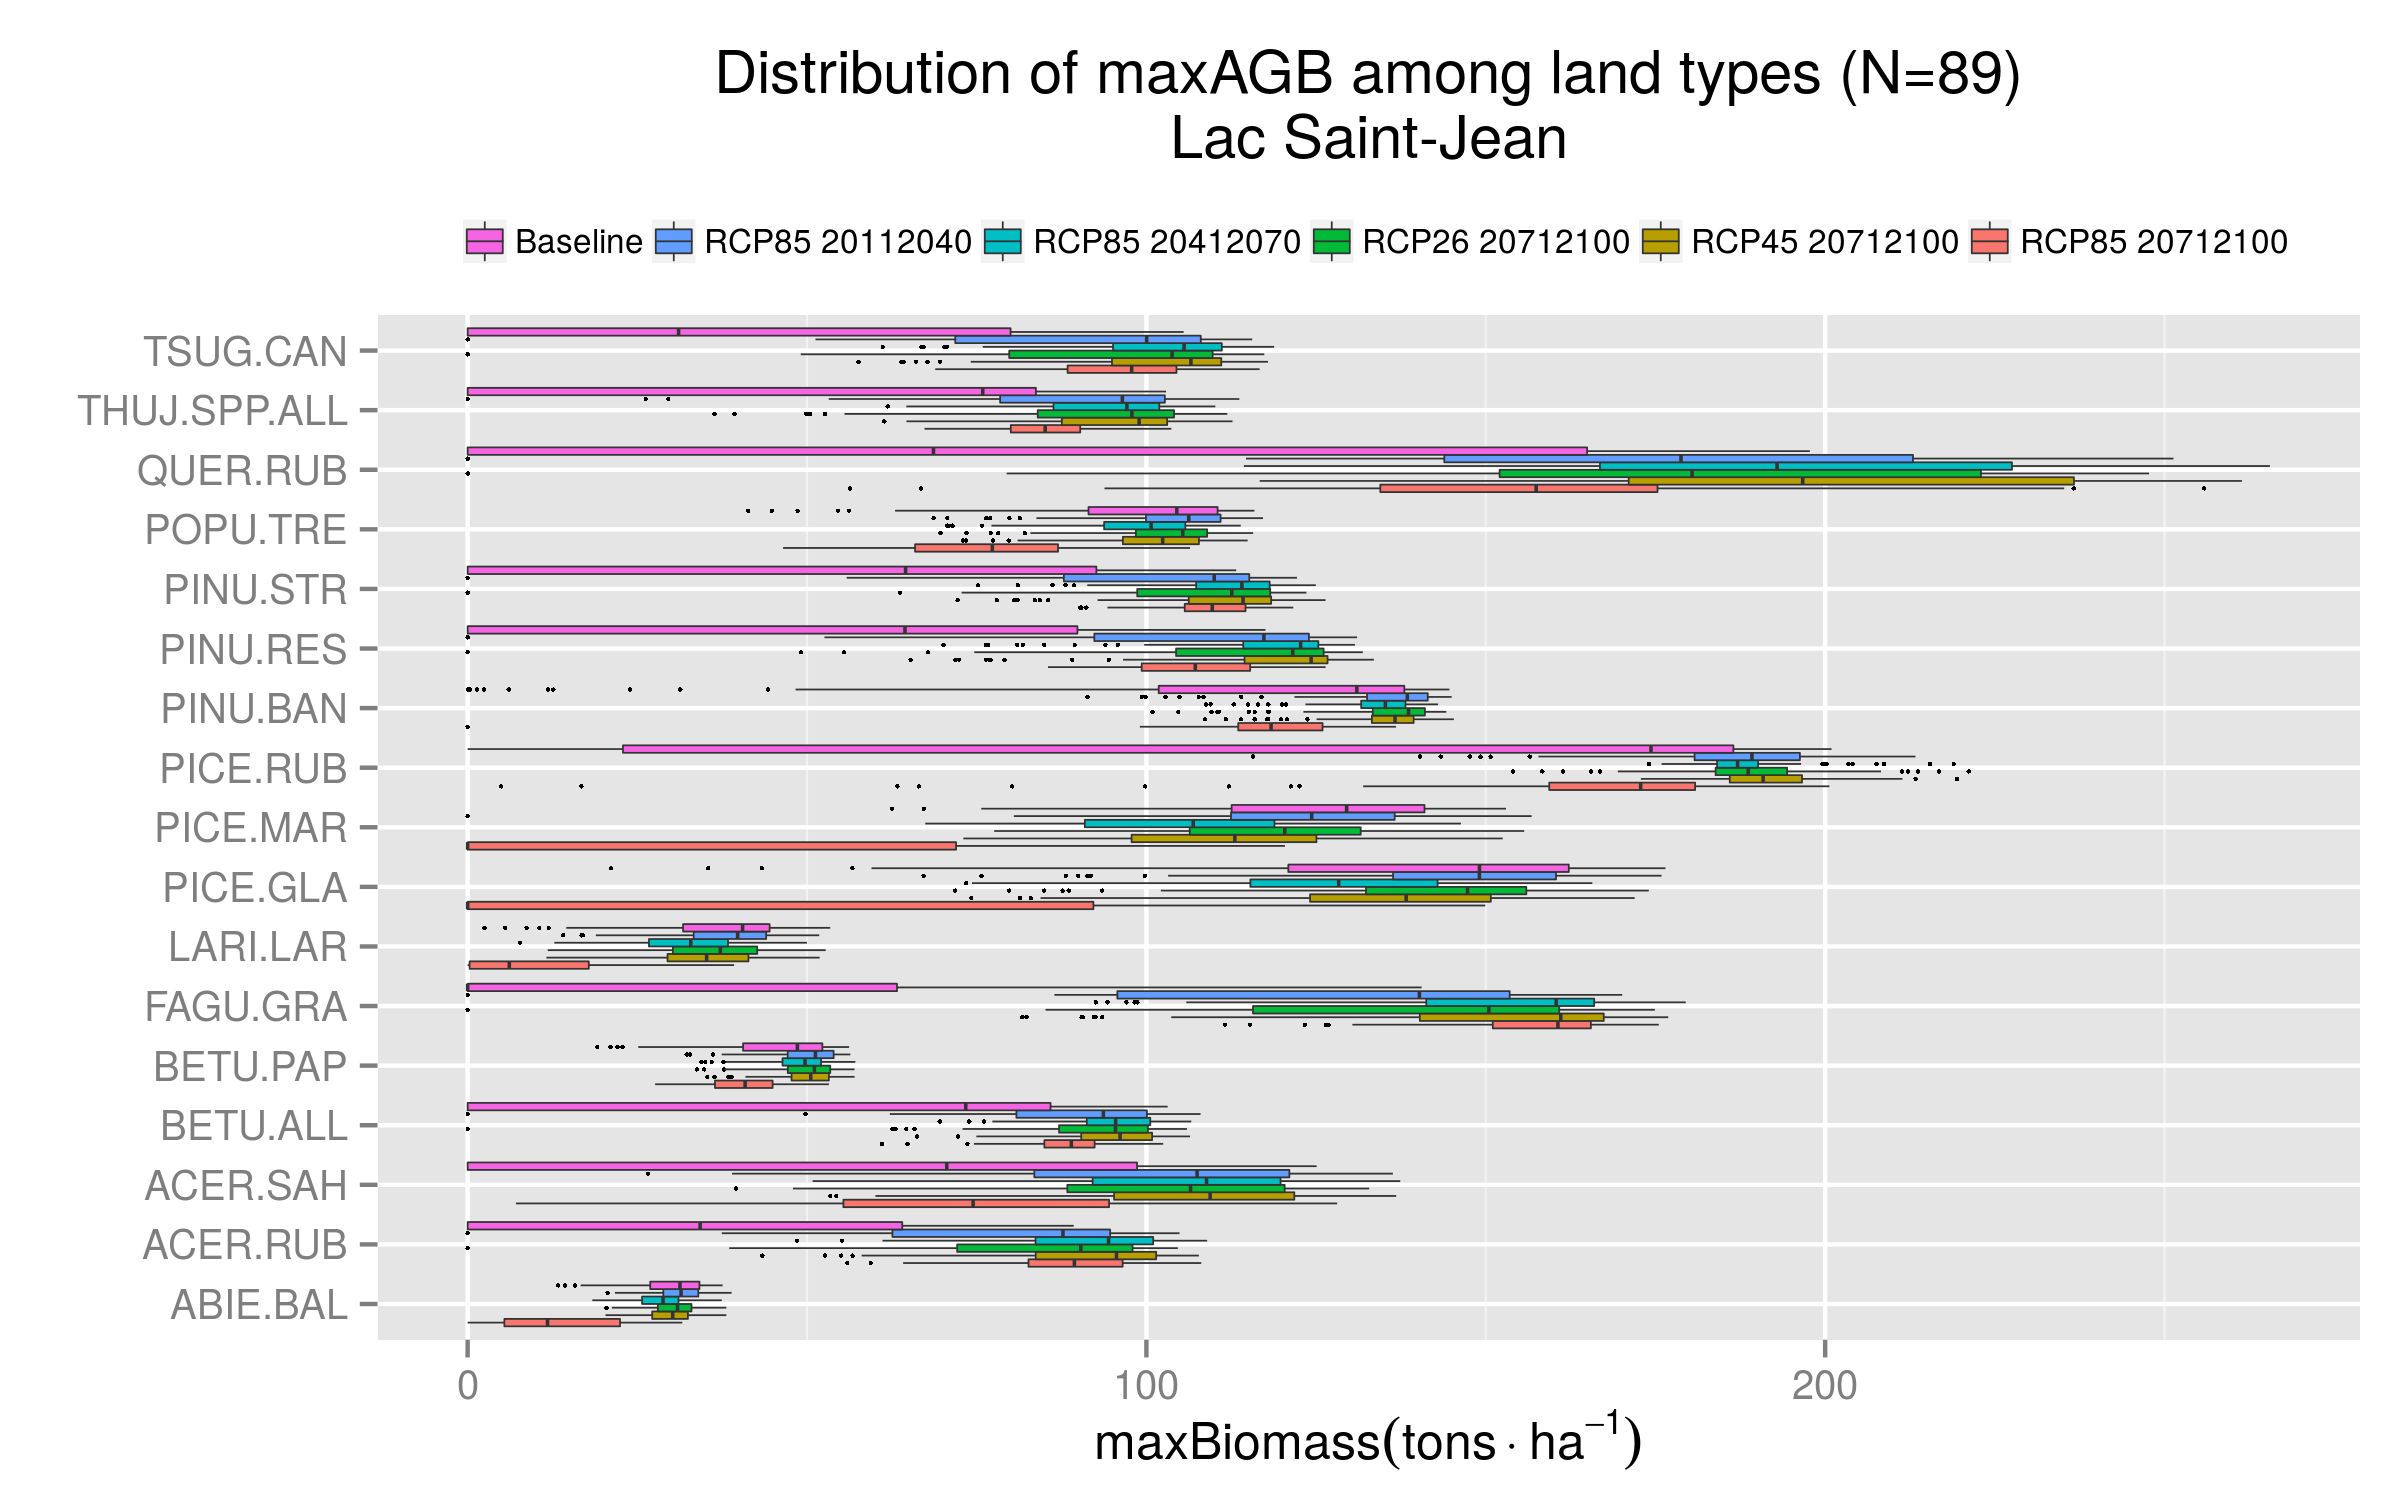 Distribution of maxAGB among land types (N=89)
Lac Saint-Jean
Baseline RCP85 20112040 RCP85 20412070 RCP26 20712100 RCP45 20712100 RCP85 20712100
TSUG.CAN
THUJ.SPP.ALL
QUER.RUB
POPU.TRE
PINU.STR
PINU.RES
PINU.BAN
PICE.RUB
PICE.MAR
PICE.GLA
LARI.LAR
FAGU.GRA
BETU.PAP
BETU.ALL
ACER.SAH
ACER.RUB
ABIE.BAL
0 100 200
maxBiomass(tons · ha⁻¹)